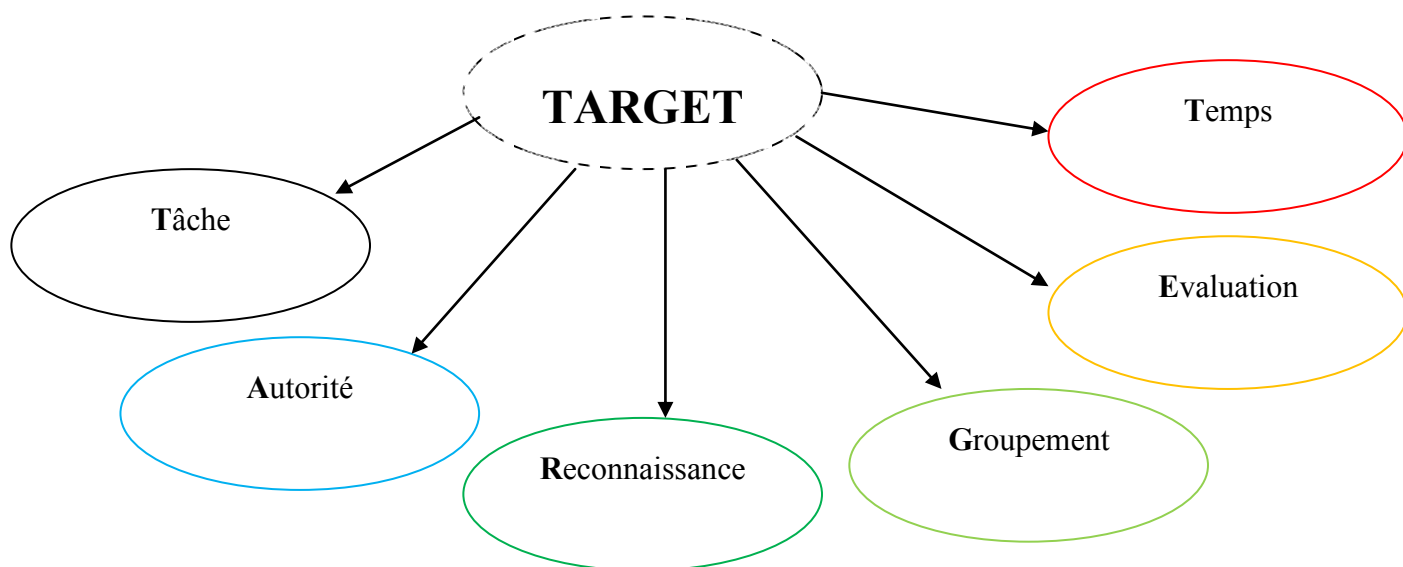 TARGET
Tâche
Autorité
Reconnaissance
Groupement
Evaluation
Temps